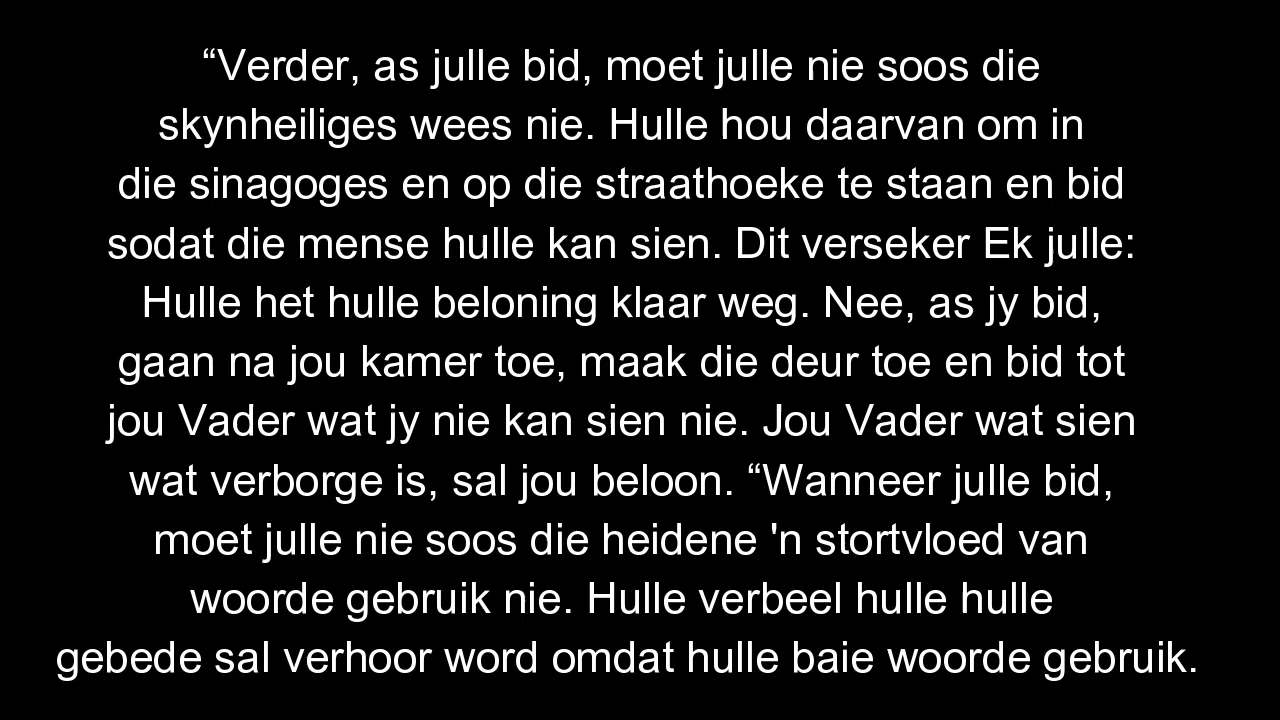 “Verder, as julle bid, moet julle nie soos die
skynheiliges wees nie. Hulle hou daarvan om in
die sinagoges en op die straathoeke te staan en bid
sodat die mense hulle kan sien. Dit verseker Ek julle:
Hulle het hulle beloning klaar weg. Nee, as jy bid,
gaan na jou kamer toe, maak die deur toe en bid tot
jou Vader wat jy nie kan sien nie. Jou Vader wat sien
wat verborge is, sal jou beloon. “Wanneer julle bid,
moet julle nie soos die heidene 'n stortvloed van
woorde gebruik nie. Hulle verbeel hulle hulle
gebede sal verhoor word omdat hulle baie woorde gebruik.